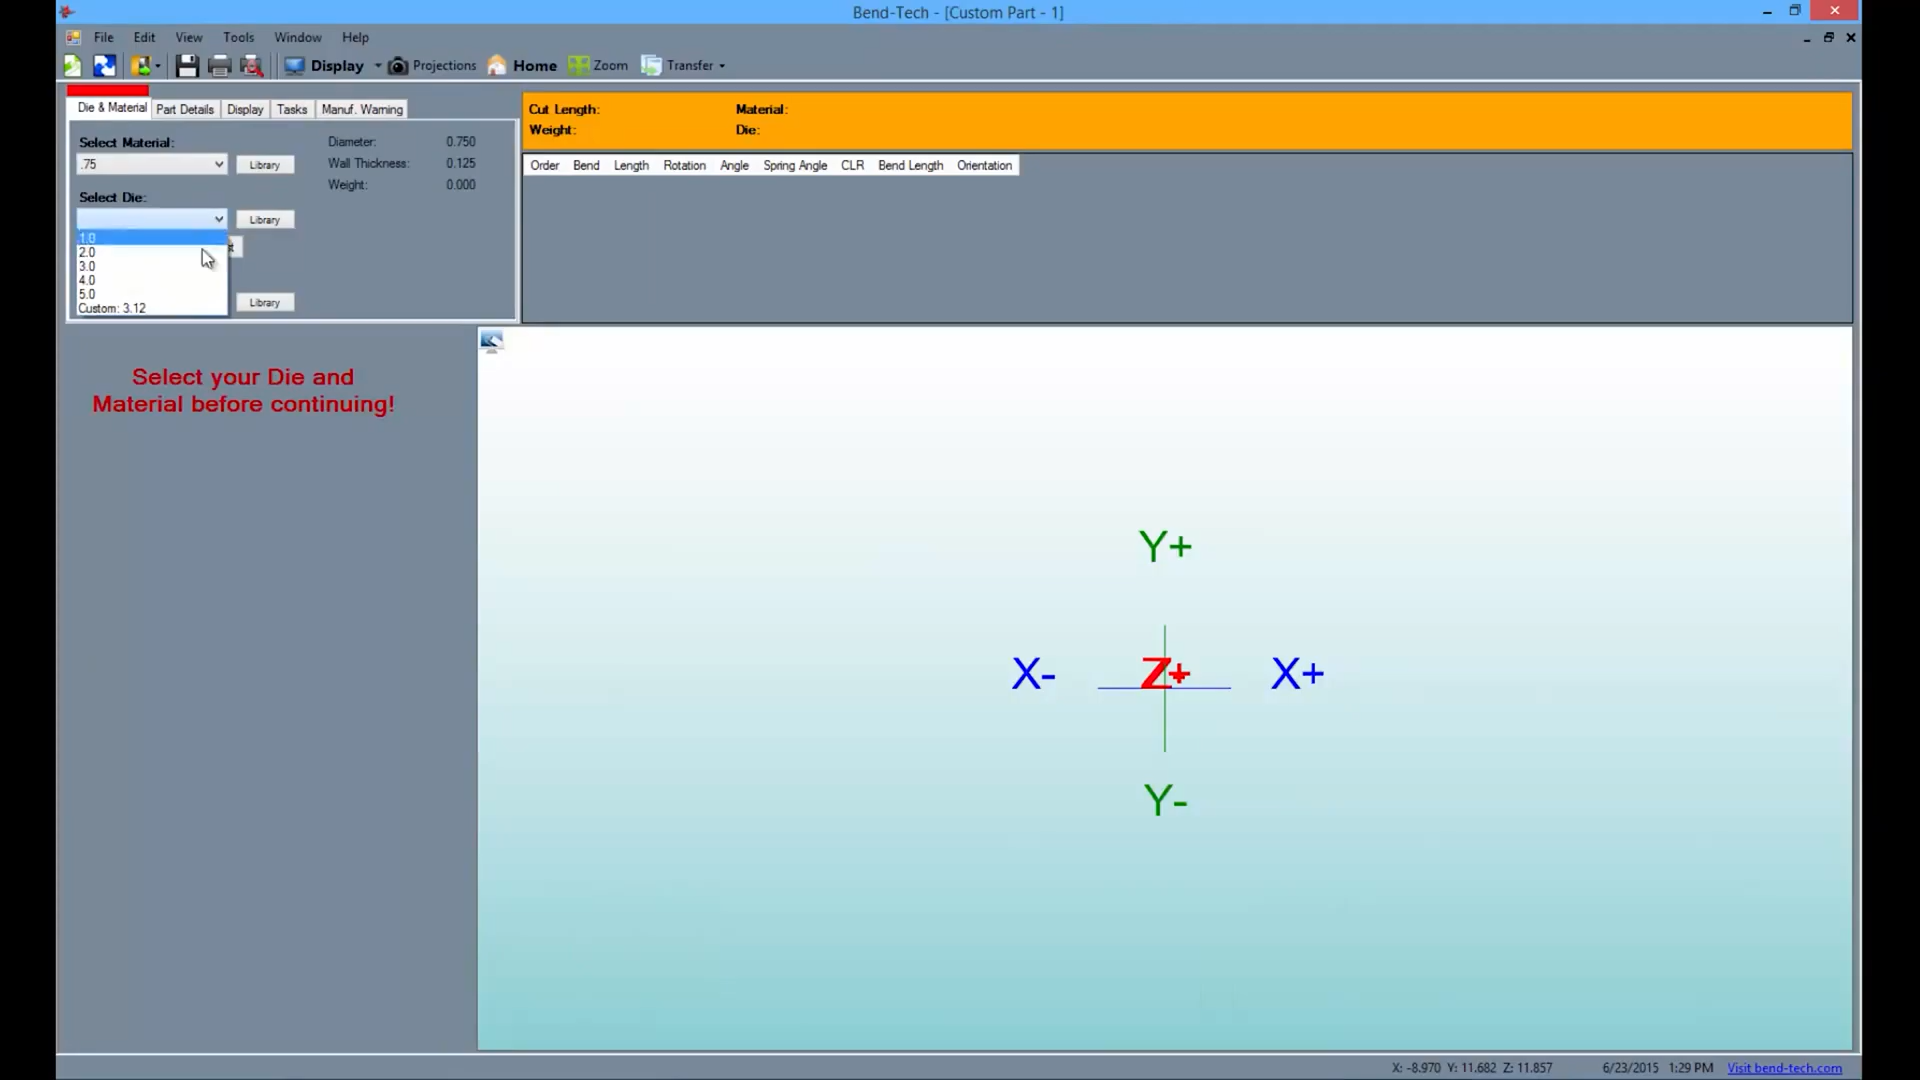 Bend-Tech - [Custom Part - 1]
File Edit View Tools Window Help
Display Projections Home Zoom Transfer
Die & Material Part Details Display Tasks Manuf. Warning
Select Material:
.75 Library
Diameter: 0.750
Wall Thickness: 0.125
Weight: 0.000
Select Die:
Library
1.0
2.0
3.0
4.0
5.0
Custom: 3.12
Library
Cut Length: Material:
Weight: Die:
Order Bend Length Rotation Angle Spring Angle CLR Bend Length Orientation
Select your Die and
Material before continuing!
Y+
X- Z+ X+
Y-
X: -8.970 Y: 11.682 Z: 11.857 6/23/2015 1:29 PM Visit bend-tech.com